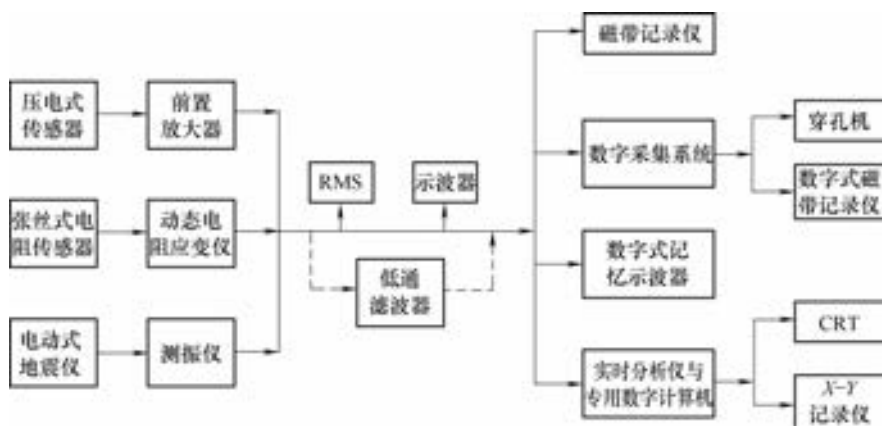 磁带记录仪
压电式
传感器
前置
放大器
数字采集系统
穿孔机
数字式磁
带记录仪
RMS
示波器
张丝式电
阻传感器
动态电
阻应变仪
低通
滤波器
数字式记
忆示波器
电动式
地震仪
测振仪
实时分析仪与
专用数字计算机
CRT
X-Y
记录仪